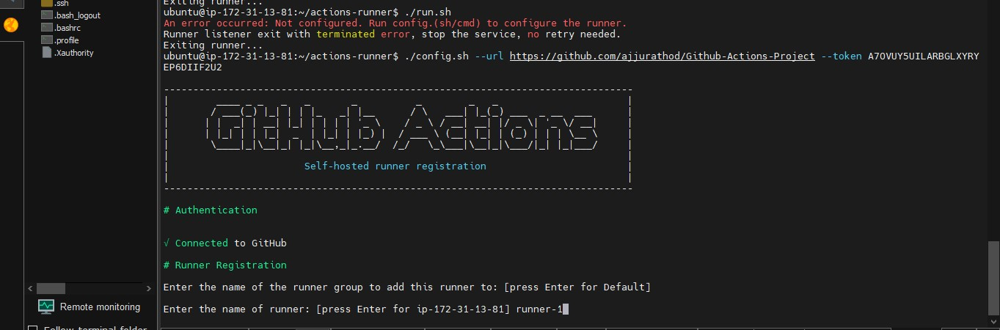 .ssh
.bash_logout
.bashrc
.profile
.Xauthority
Remote monitoring
Follow terminal folder
Exiting runner...
ubuntu@ip-172-31-13-81:~/actions-runner$ ./run.sh
An error occurred: Not configured. Run config.(sh/cmd) to configure the runner.
Runner listener exit with terminated error, stop the service, no retry needed.
Exiting runner...
ubuntu@ip-172-31-13-81:~/actions-runner$ ./config.sh --url https://github.com/ajjurathod/Github-Actions-Project --token A7OVUY5UILARBGLXYRY
EP6DIIF2U2
GitHub Actions
Self-hosted runner registration
# Authentication
√ Connected to GitHub
# Runner Registration
Enter the name of the runner group to add this runner to: [press Enter for Default]
Enter the name of runner: [press Enter for ip-172-31-13-81] runner-1